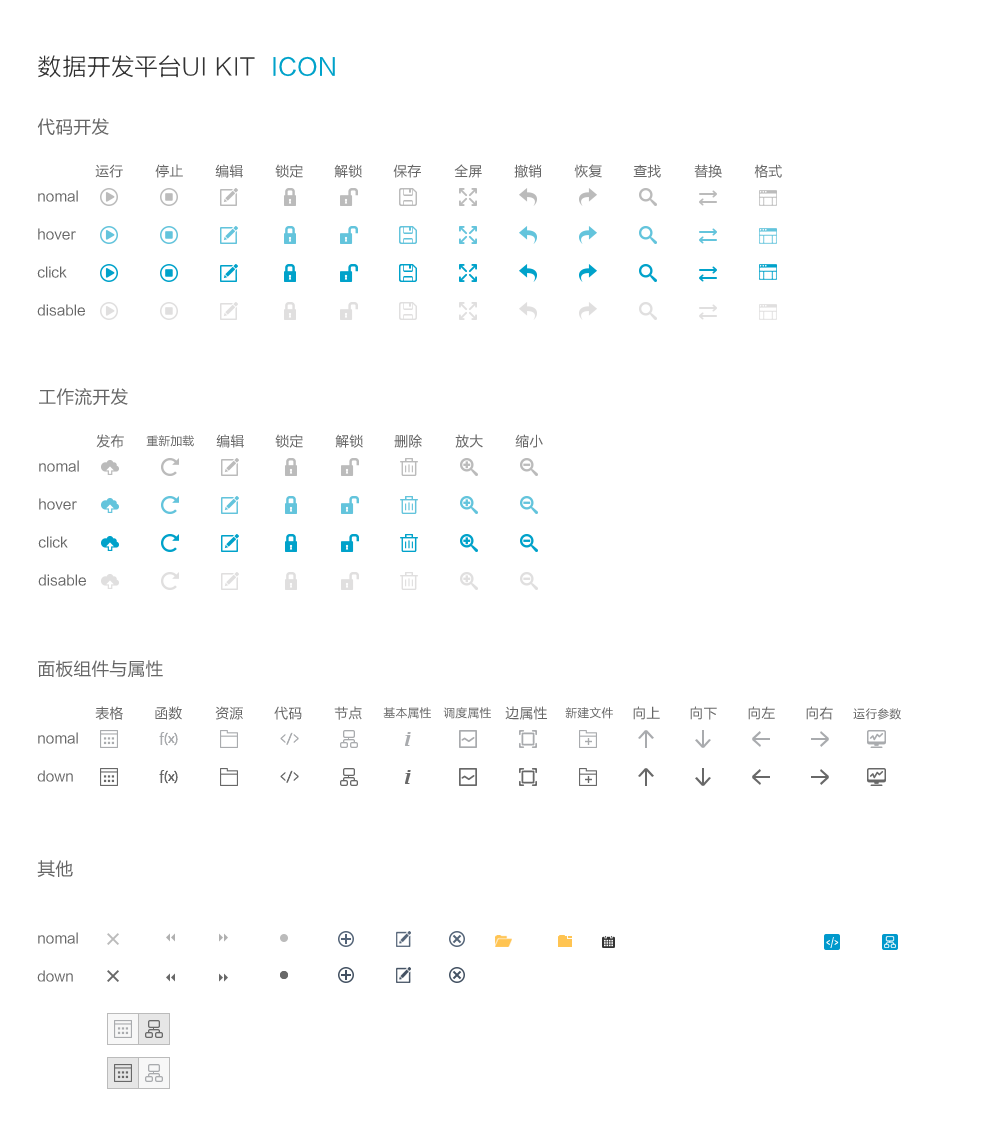 数据开发平台UI KIT ICON
代码开发
运行 停止 编辑 锁定 解锁 保存 全屏 撤销 恢复 查找 替换 格式
nomal
hover
click
disable
工作流开发
发布 重新加载 编辑 锁定 解锁 删除 放大 缩小
nomal
hover
click
disable
面板组件与属性
表格 函数 资源 代码 节点 基本属性 调度属性 边属性 新建文件 向上 向下 向左 向右 运行参数
nomal f(x) </> i
down f(x) </> i
其他
nomal </>
down